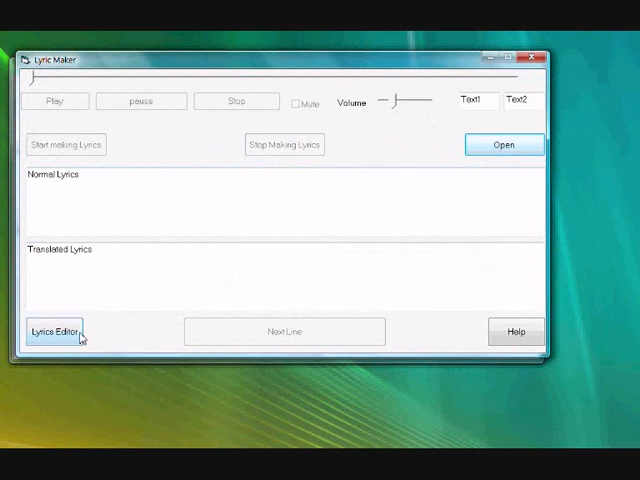 Lyric Maker
Play pause Stop Mute Volume Text1 Text2
Start making Lyrics Stop Making Lyrics Open
Normal Lyrics
Translated Lyrics
Lyrics Editor Next Line Help